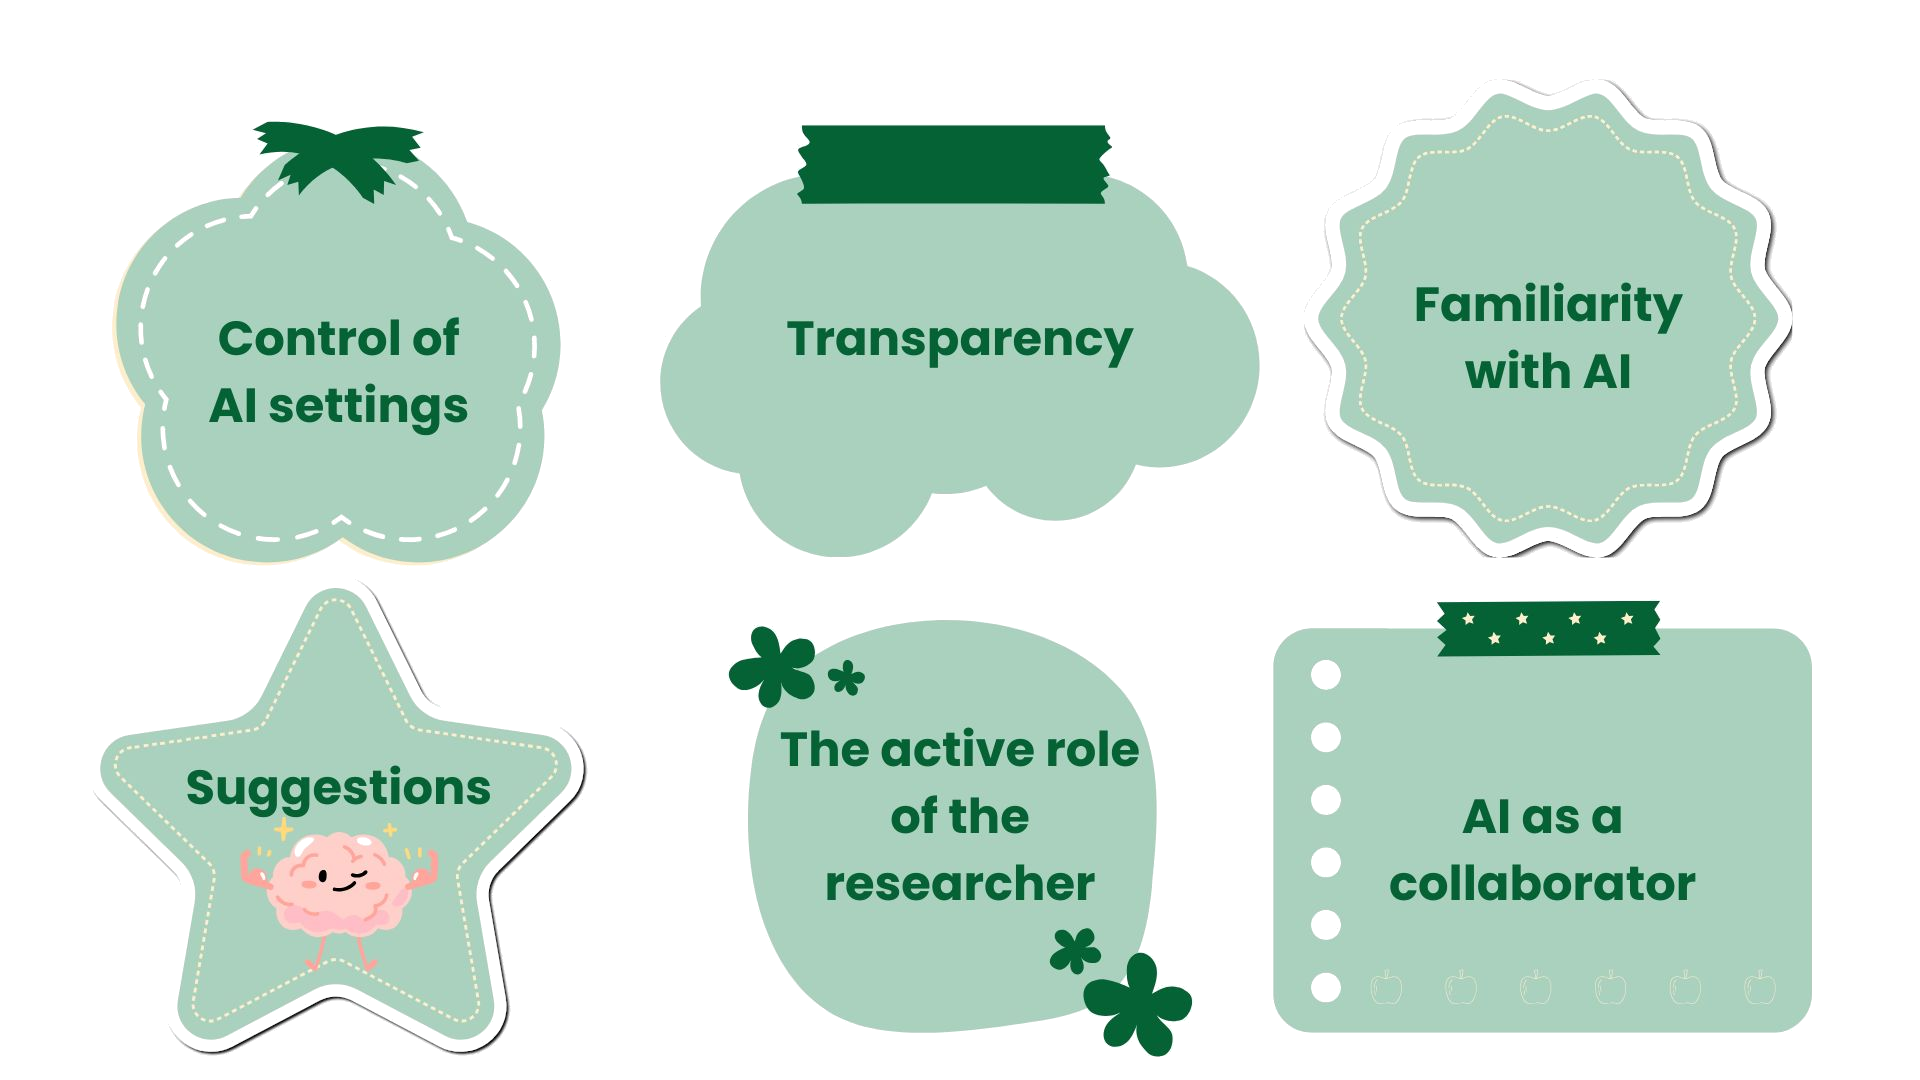 Control of
AI settings
Transparency
Familiarity
with AI
Suggestions
The active role
of the
researcher
AI as a
collaborator